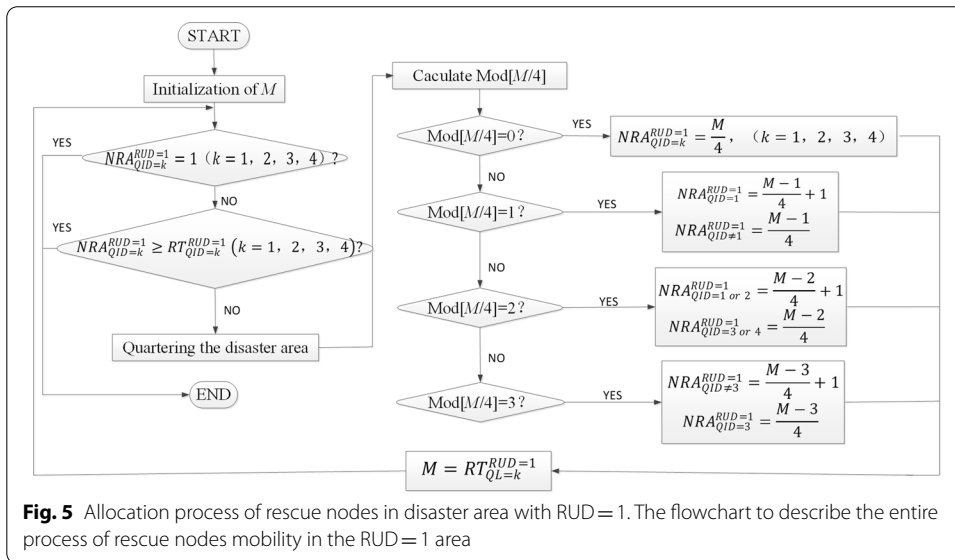 START
Initialization of M
YES
NRA_{QID=k}^{RUD=1} = 1 (k = 1, 2, 3, 4) ?
NO
YES
NRA_{QID=k}^{RUD=1} ≥ RT_{QID=k}^{RUD=1} (k = 1, 2, 3, 4)?
NO
Quartering the disaster area
END
Caculate Mod[M/4]
Mod[M/4]=0?
YES
NRA_{QID=k}^{RUD=1} = \frac{M}{4}, (k = 1, 2, 3, 4)
NO
Mod[M/4]=1?
YES
NRA_{QID=1}^{RUD=1} = \frac{M-1}{4} + 1
NRA_{QID≠1}^{RUD=1} = \frac{M-1}{4}
NO
Mod[M/4]=2?
YES
NRA_{QID=1 or 2}^{RUD=1} = \frac{M-2}{4} + 1
NRA_{QID=3 or 4}^{RUD=1} = \frac{M-2}{4}
NO
Mod[M/4]=3?
YES
NRA_{QID≠3}^{RUD=1} = \frac{M-3}{4} + 1
NRA_{QID=3}^{RUD=1} = \frac{M-3}{4}
M = RT_{QL=k}^{RUD=1}
Fig. 5 Allocation process of rescue nodes in disaster area with RUD = 1. The flowchart to describe the entire
process of rescue nodes mobility in the RUD = 1 area